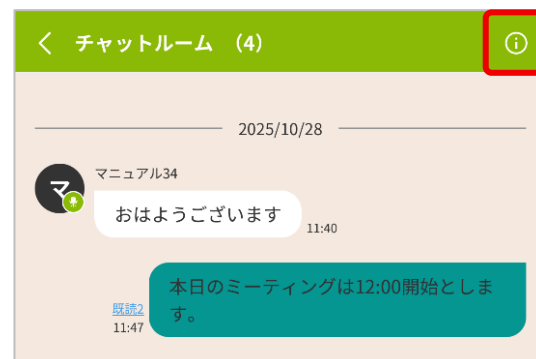 チャットルーム （4）
2025/10/28
マニュアル34
マ
おはようございます
11:40
本日のミーティングは12:00開始としま
す。
既読2
11:47